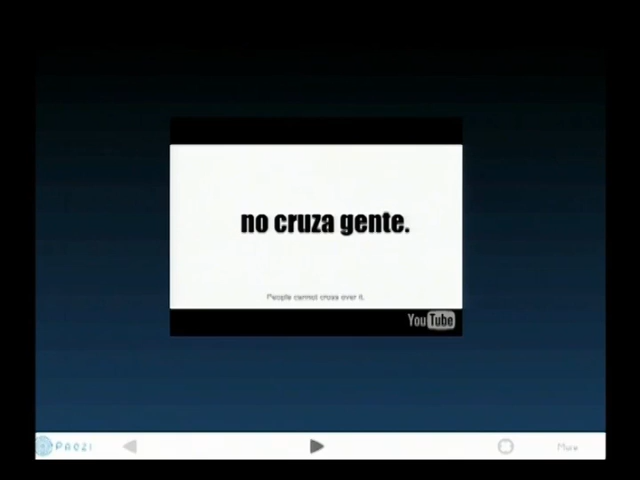 no cruza gente.
People cannot cross over it.
YouTube
Prezi
More